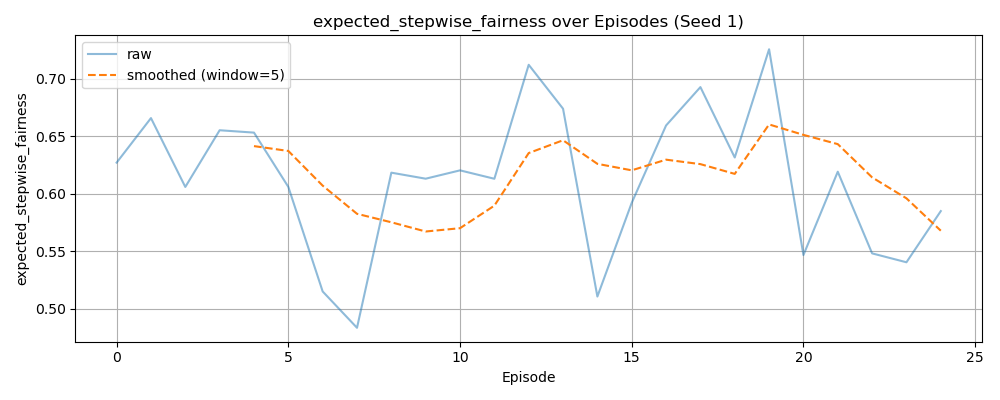 expected_stepwise_fairness over Episodes (Seed 1)
raw
smoothed (window=5)
expected_stepwise_fairness
0.70
0.65
0.60
0.55
0.50
0
5
10
15
20
25
Episode